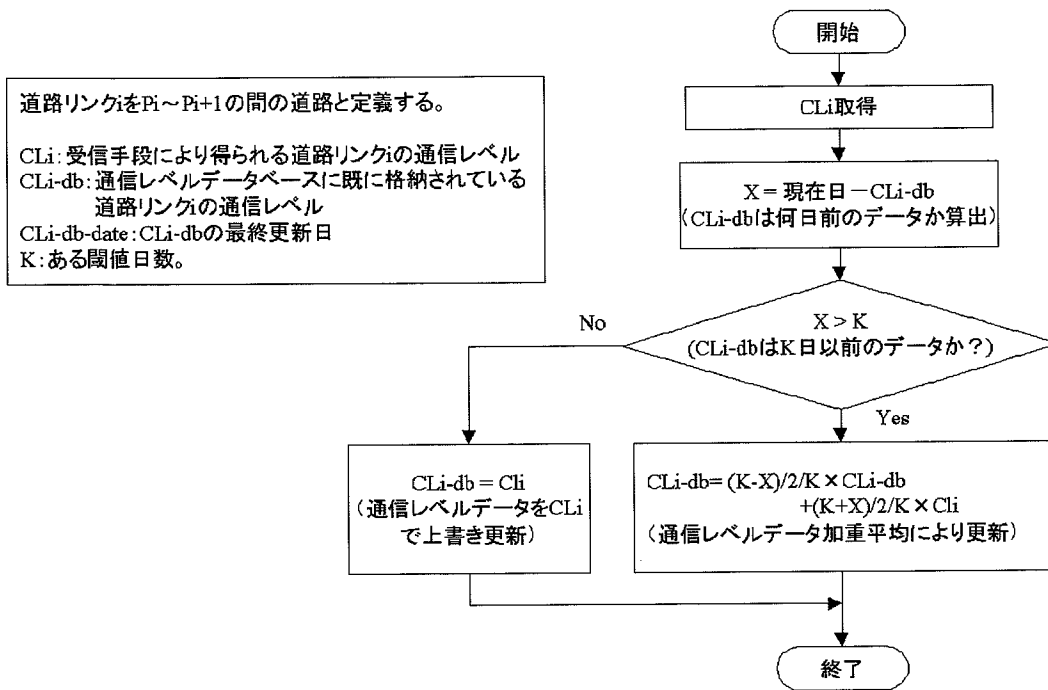 開始
道路リンクiをPi～Pi+1の間の道路と定義する。
CLi：受信手段により得られる道路リンクiの通信レベル
CLi-db：通信レベルデータベースに既に格納されている
道路リンクiの通信レベル
CLi-db-date：CLi-dbの最終更新日
K：ある閾値日数。
CLi取得
X = 現在日－CLi-db
(CLi-dbは何日前のデータか算出)
X > K
(CLi-dbはK日以前のデータか？)
No
Yes
CLi-db = Cli
(通信レベルデータをCLi
で上書き更新)
CLi-db= (K-X)/2/K×CLi-db
+(K+X)/2/K×Cli
(通信レベルデータ加重平均により更新)
終了